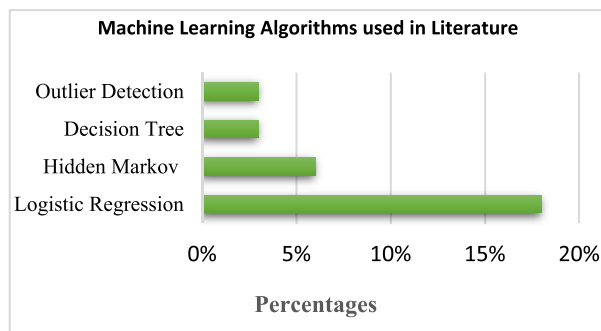 Machine Learning Algorithms used in Literature
Outlier Detection
Decision Tree
Hidden Markov
Logistic Regression
0% 5% 10% 15% 20%
Percentages